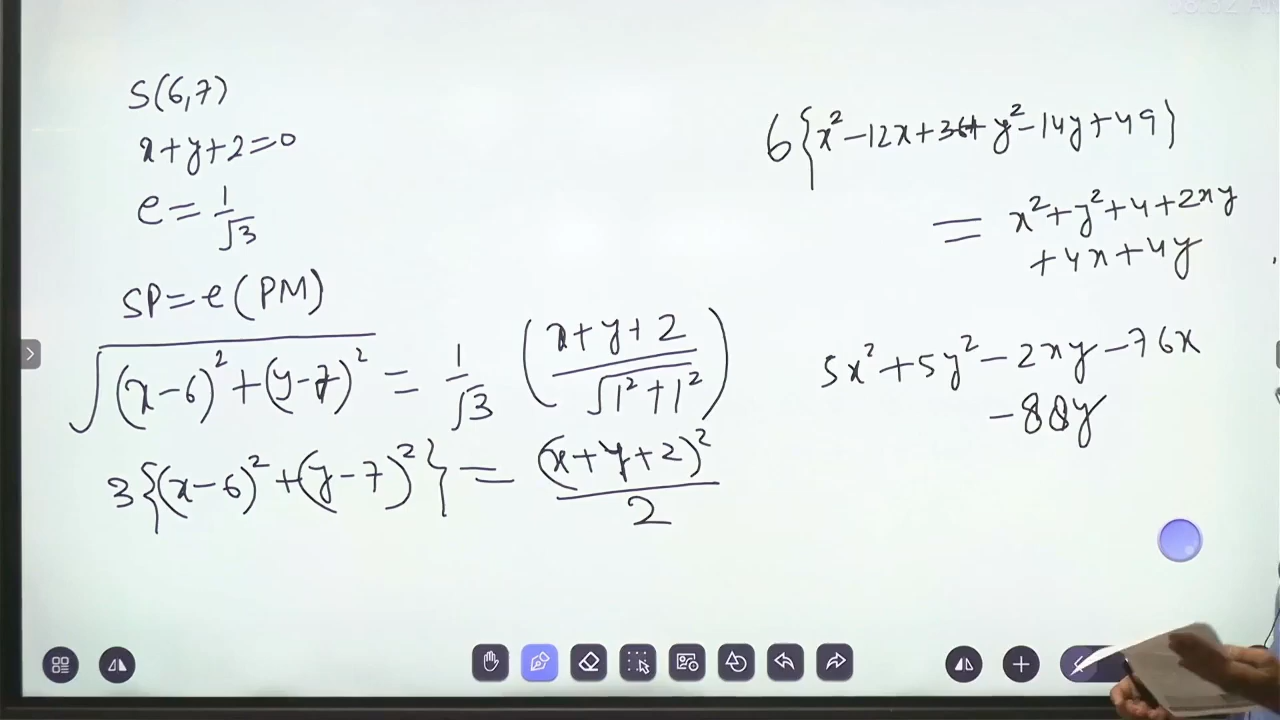 S(6,7)
x+y+2=0
e = 1/√3
SP = e(PM)
√((x-6)²+(y-7)²) = 1/√3 ((x+y+2)/√(1²+1²))
3{(x-6)²+(y-7)²} = (x+y+2)²/2
6{x²-12x+36+y²-14y+49}
= x²+y²+4+2xy
+4x+4y
5x²+5y²-2xy-76x
-88y